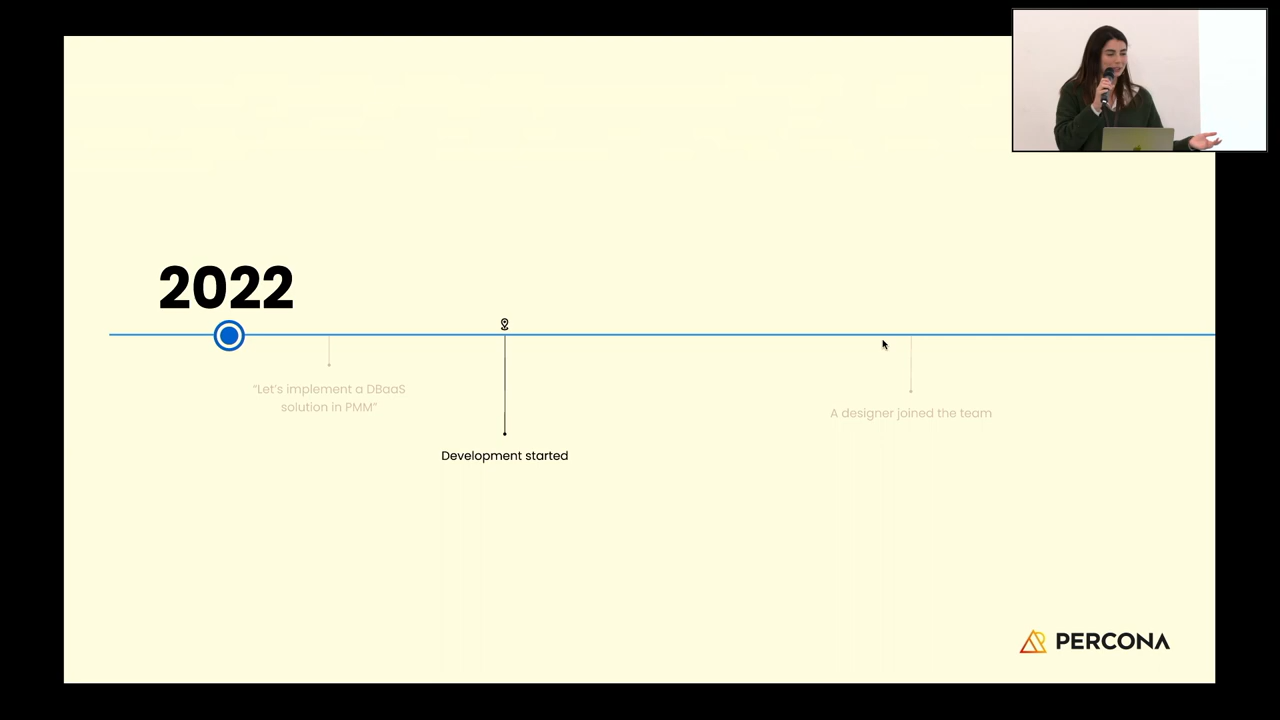 2022
“Let’s implement a DBaaS
solution in PMM”
A designer joined the team
Development started
PERCONA